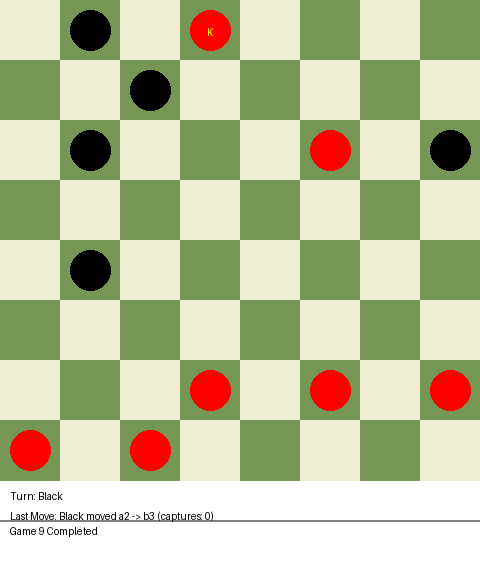 K
Turn: Black
Last Move: Black moved a2 -> b3 (captures: 0)
Game 9 Completed